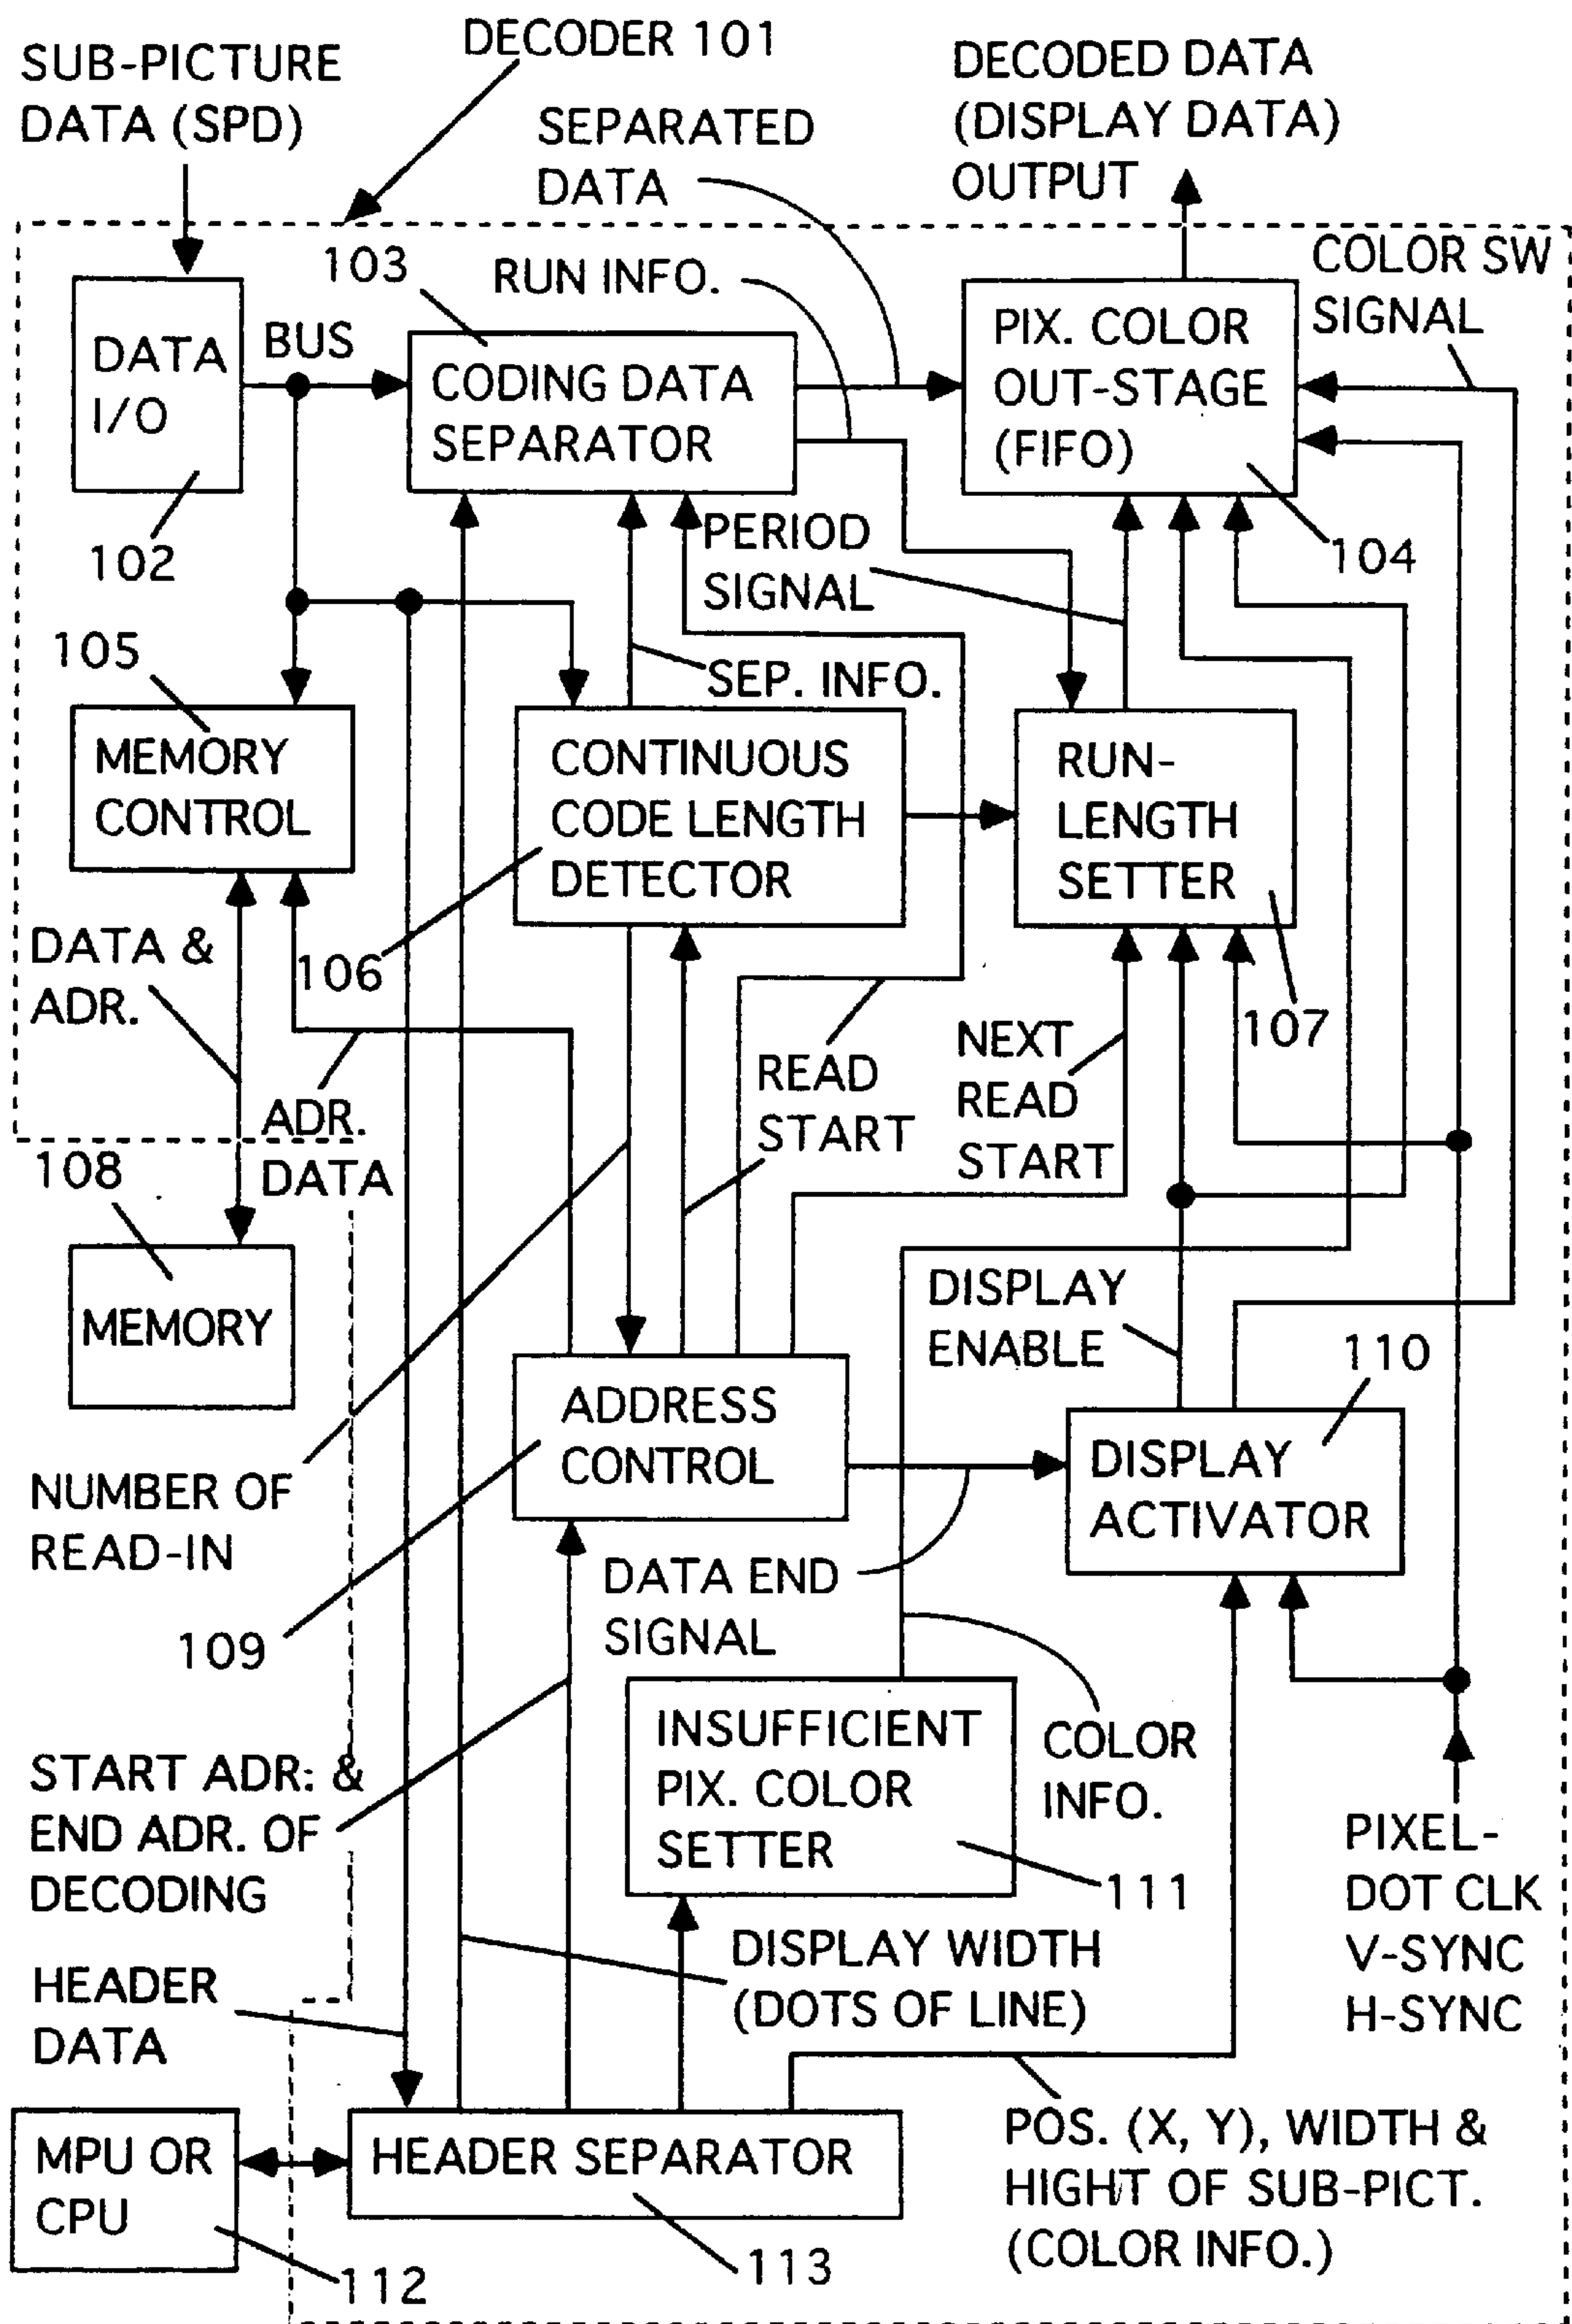 SUB-PICTURE
DATA (SPD)
DECODER 101
SEPARATED
DATA
DECODED DATA
(DISPLAY DATA)
OUTPUT
103
RUN INFO.
COLOR SW
SIGNAL
DATA
I/O
BUS
CODING DATA
SEPARATOR
PIX. COLOR
OUT-STAGE
(FIFO)
102
PERIOD
SIGNAL
104
105
SEP. INFO.
MEMORY
CONTROL
CONTINUOUS
CODE LENGTH
DETECTOR
RUN-
LENGTH
SETTER
DATA &
ADR.
106
107
ADR.
DATA
READ
START
NEXT
READ
START
108
MEMORY
DISPLAY
ENABLE
110
ADDRESS
CONTROL
DISPLAY
ACTIVATOR
NUMBER OF
READ-IN
DATA END
SIGNAL
109
INSUFFICIENT
PIX. COLOR
SETTER
COLOR
INFO.
START ADR: &
END ADR. OF
DECODING
111
PIXEL-
DOT CLK
V-SYNC
H-SYNC
DISPLAY WIDTH
(DOTS OF LINE)
HEADER
DATA
MPU OR
CPU
HEADER SEPARATOR
POS. (X, Y), WIDTH &
HIGHT OF SUB-PICT.
(COLOR INFO.)
112
113